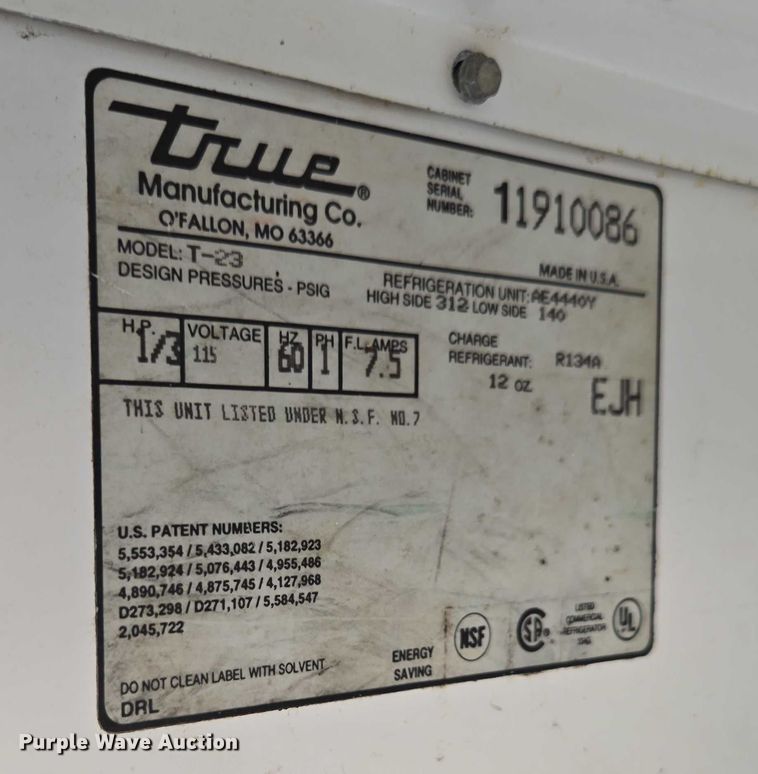 true®
Manufacturing Co.
O'FALLON, MO 63366
CABINET
SERIAL
NUMBER: 11910086
MADE IN U.S.A.
MODEL: T-23
REFRIGERATION UNIT: AE4440Y
DESIGN PRESSURES - PSIG
HIGH SIDE 312 LOW SIDE 140
H.P. VOLTAGE HZ PH F.L. AMPS
1/3 115 60 1 7.5
CHARGE
REFRIGERANT: R134A
12 OZ.
EJH
THIS UNIT LISTED UNDER N.S.F. NO.7
U.S. PATENT NUMBERS:
5,553,354 / 5,433,082 / 5,182,923
5,182,924 / 5,076,443 / 4,955,486
4,890,746 / 4,875,745 / 4,127,968
D273,298 / D271,107 / 5,584,547
2,045,722
DO NOT CLEAN LABEL WITH SOLVENT
DRL
ENERGY
SAVING
NSF
SA®
LISTED
COMMERCIAL
REFRIGERATOR
UL
Purple Wave Auction